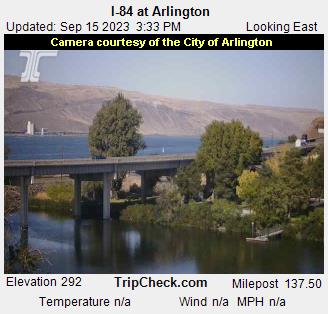 I-84 at Arlington
Updated: Sep 15 2023 3:33 PM Looking East
Camera courtesy of the City of Arlington
Elevation 292 TripCheck.com Milepost 137.50
Temperature n/a Wind n/a MPH n/a